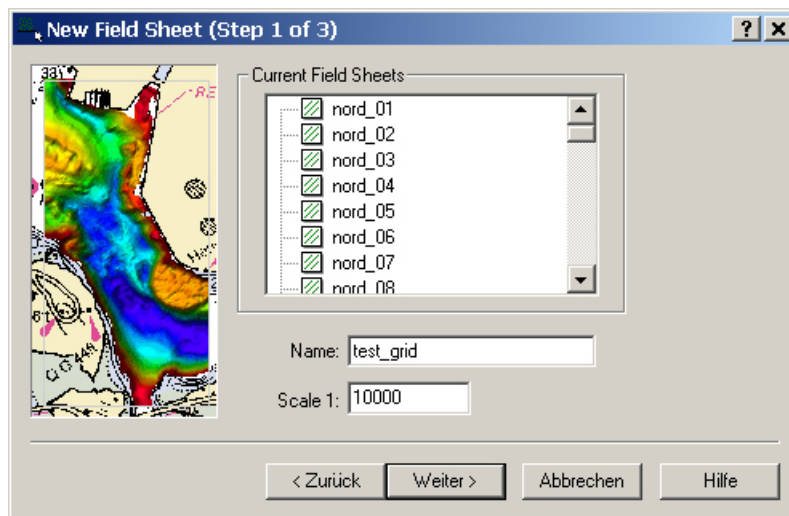 New Field Sheet (Step 1 of 3)
Current Field Sheets
nord_01
nord_02
nord_03
nord_04
nord_05
nord_06
nord_07
nord_08
Name: test_grid
Scale 1: 10000
< Zurück
Weiter >
Abbrechen
Hilfe